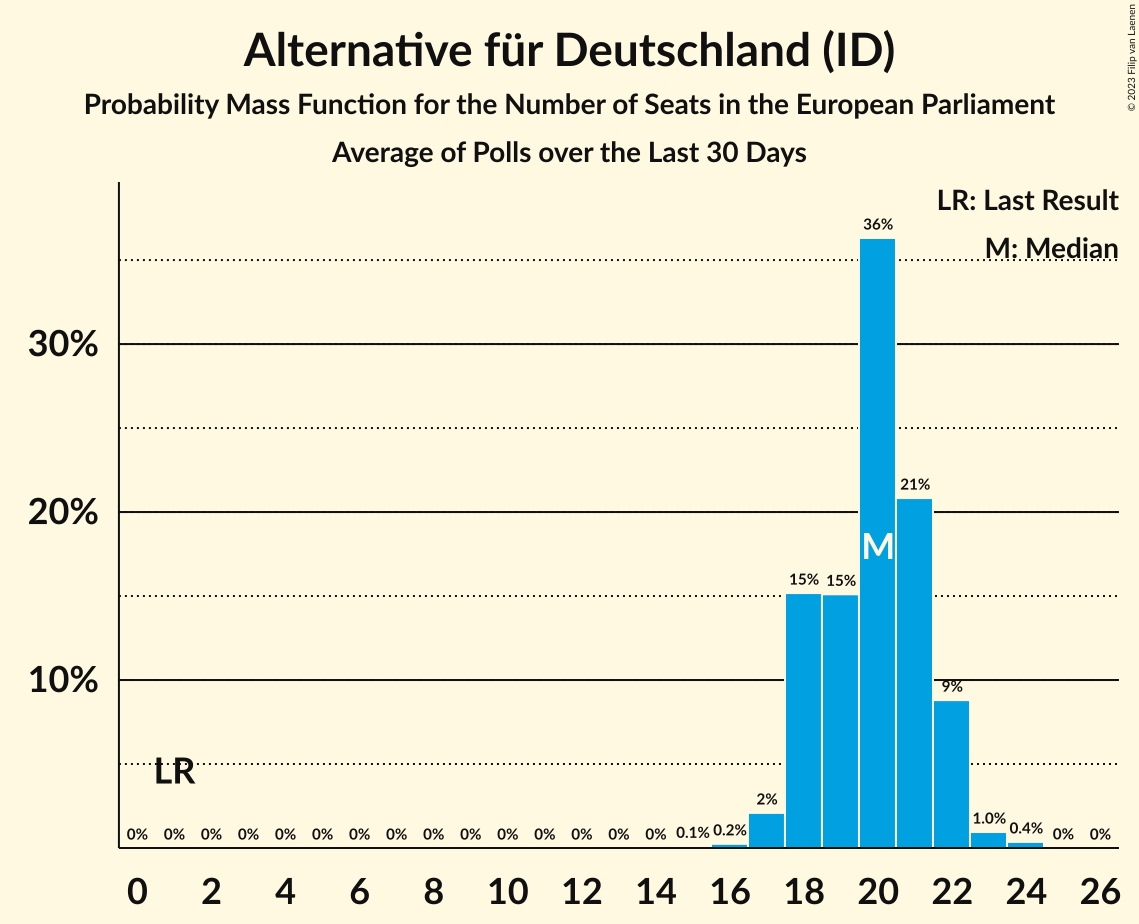 Alternative für Deutschland (ID)
Probability Mass Function for the Number of Seats in the European Parliament
Average of Polls over the Last 30 Days
© 2023 Filip van Laenen
LR: Last Result
M: Median
36%
30%
21%
20%
M
15% 15%
10%
9%
LR
2%
0% 0% 0% 0% 0% 0% 0% 0% 0% 0% 0% 0% 0% 0% 0% 0.1% 0.2% 1.0% 0.4% 0% 0%
0 2 4 6 8 10 12 14 16 18 20 22 24 26